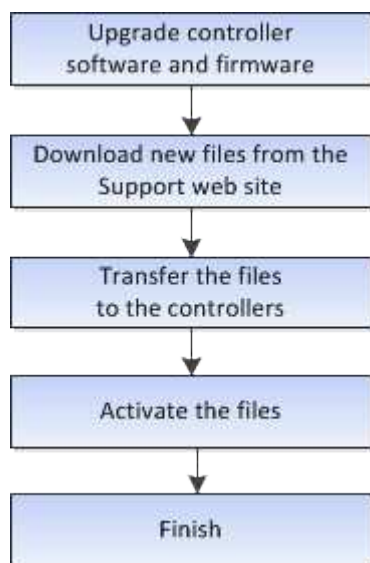 Upgrade controller
software and firmware
Download new files from the
Support web site
Transfer the files
to the controllers
Activate the files
Finish